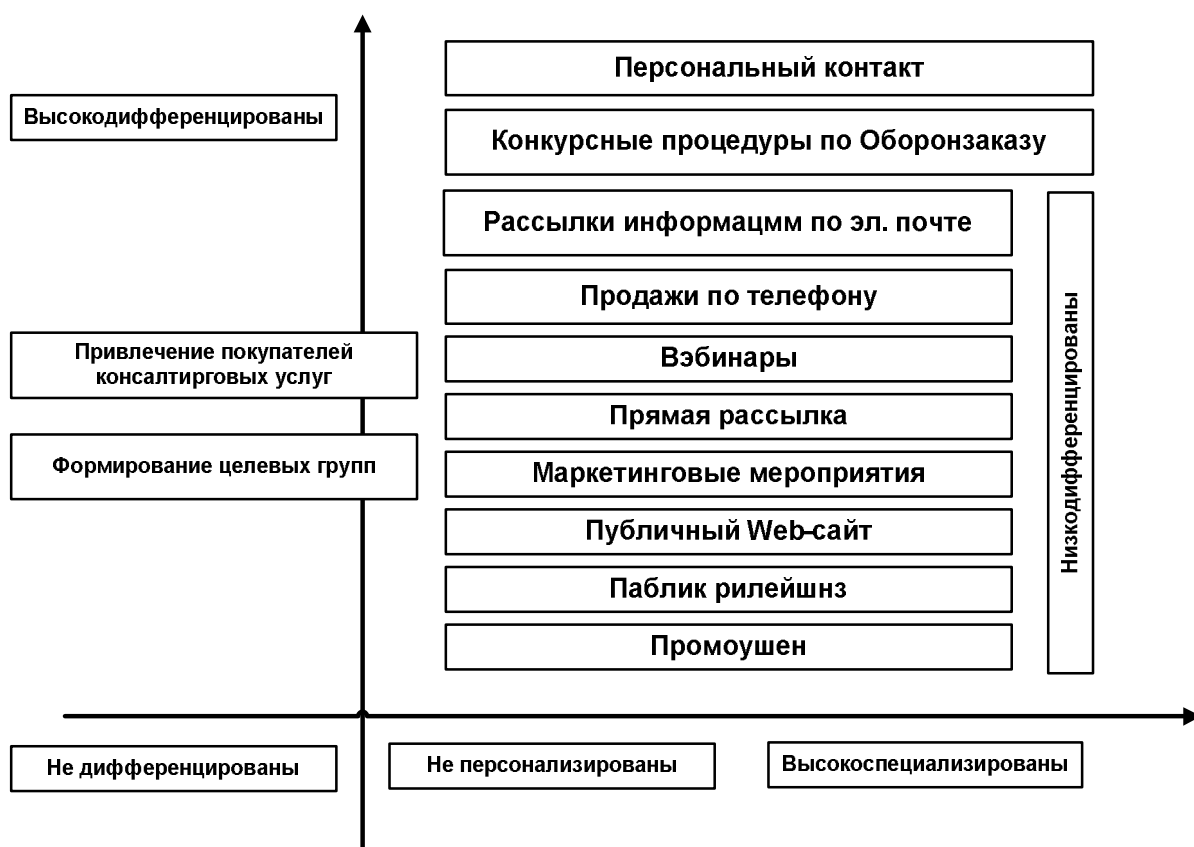 Персональный контакт
Высокодифференцированы
Конкурсные процедуры по Оборонзаказу
Рассылки информацмм по эл. почте
Продажи по телефону
Привлечение покупателей
консалтирговых услуг
Вэбинары
Прямая рассылка
Формирование целевых групп
Маркетинговые мероприятия
Публичный Web-сайт
Паблик рилейшнз
Промоушен
Низкодифференцированы
Не дифференцированы
Не персонализированы
Высокоспециализированы